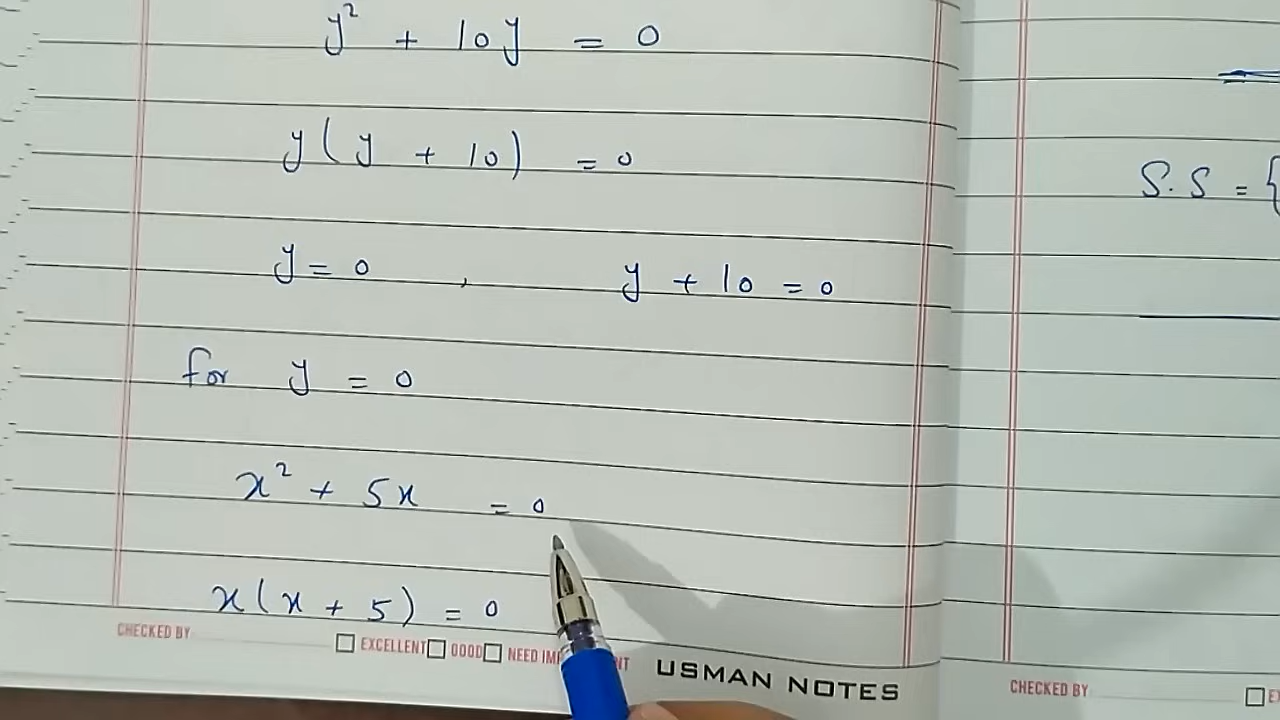 y² + 10y = 0
y(y + 10) = 0
y = 0 , y + 10 = 0
for y = 0
x² + 5x = 0
x(x + 5) = 0
CHECKED BY EXCELLENT GOOD NEED
USMAN NOTES
S.S = {
CHECKED BY